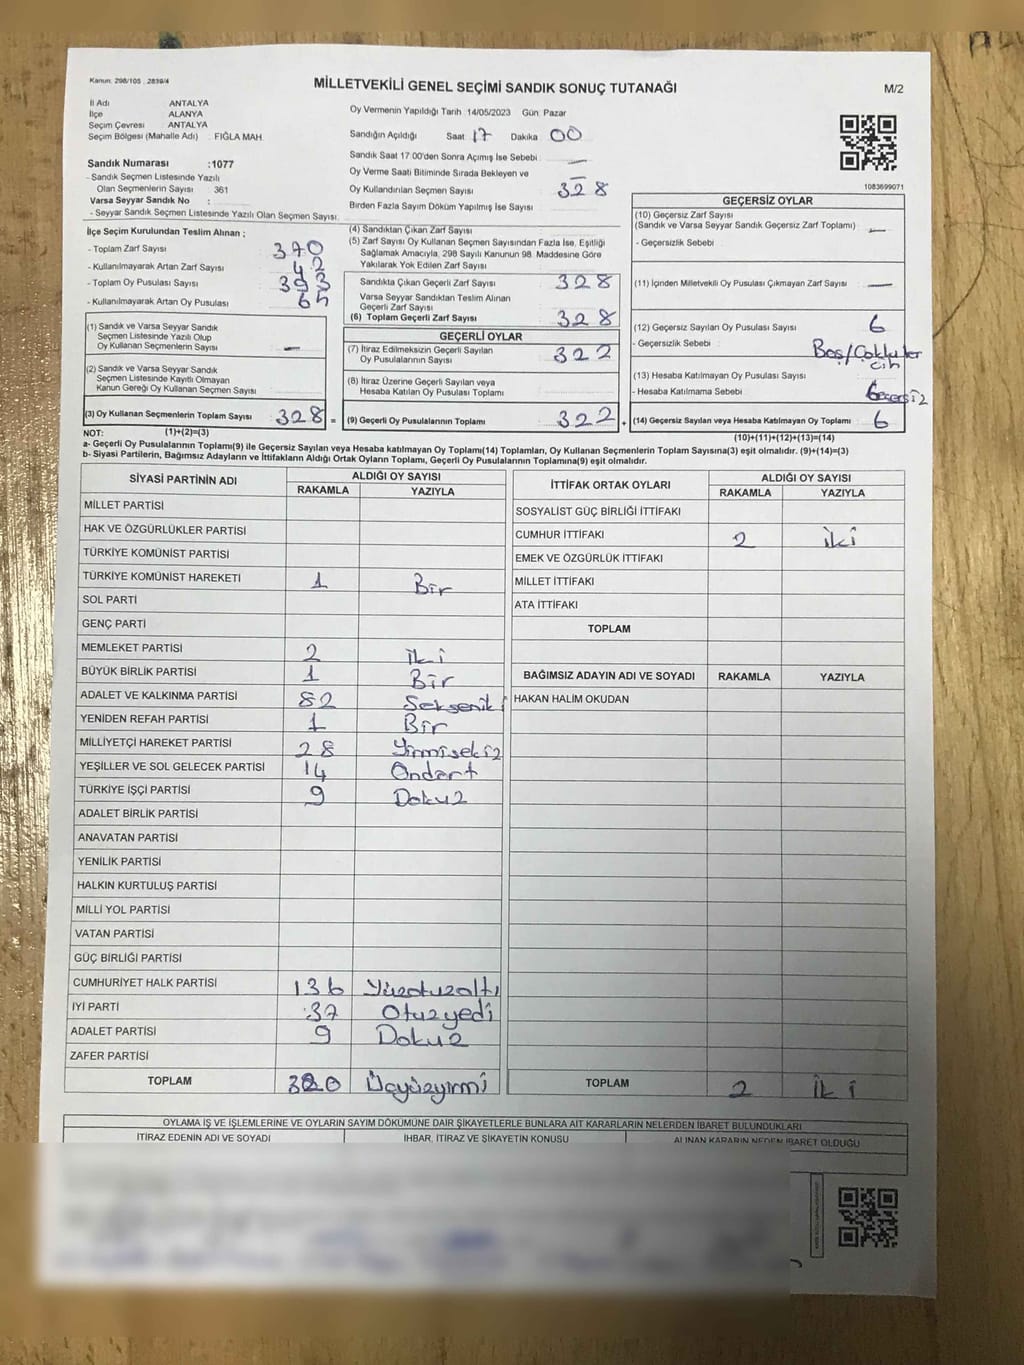 Kanun: 298/105 , 2839/4
MİLLETVEKİLİ GENEL SEÇİMİ SANDIK SONUÇ TUTANAĞI
M/2
İl Adı ANTALYA
İlçe ALANYA
Seçim Çevresi ANTALYA
Seçim Bölgesi (Mahalle Adı) : FIĞLA MAH.
Sandık Numarası :1077
- Sandık Seçmen Listesinde Yazılı
Olan Seçmenlerin Sayısı : 361
Varsa Seyyar Sandık No :
- Seyyar Sandık Seçmen Listesinde Yazılı Olan Seçmen Sayısı:
Oy Vermenin Yapıldığı Tarih 14/05/2023 Gün: Pazar
Sandığın Açıldığı Saat 17 Dakika 00
Sandık Saat 17:00'den Sonra Açımış İse Sebebi : —
Oy Verme Saati Bitiminde Sırada Bekleyen ve
Oy Kullandırılan Seçmen Sayısı : 328
Birden Fazla Sayım Döküm Yapılmış İse Sayısı :
1083699071
İlçe Seçim Kurulundan Teslim Alınan ;
- Toplam Zarf Sayısı : 370
- Kullanılmayarak Artan Zarf Sayısı : 42
- Toplam Oy Pusulası Sayısı : 393
- Kullanılmayarak Artan Oy Pusulası : 65
(1) Sandık ve Varsa Seyyar Sandık
Seçmen Listesinde Yazılı Olup
Oy Kullanan Seçmenlerin Sayısı : —
(2) Sandık ve Varsa Seyyar Sandık
Seçmen Listesinde Kayıtlı Olmayan
Kanun Gereği Oy Kullanan Seçmen Sayısı :
(3) Oy Kullanan Seçmenlerin Toplam Sayısı : 328 =
(1)+(2)=(3)
(4) Sandıktan Çıkan Zarf Sayısı :
(5) Zarf Sayısı Oy Kullanan Seçmen Sayısından Fazla İse, Eşitliği
Sağlamak Amacıyla, 298 Sayılı Kanunun 98. Maddesine Göre
Yakılarak Yok Edilen Zarf Sayısı :
Sandıkta Çıkan Geçerli Zarf Sayısı : 328
Varsa Seyyar Sandıktan Teslim Alınan
Geçerli Zarf Sayısı :
(6) Toplam Geçerli Zarf Sayısı : 328
GEÇERLİ OYLAR
(7) İtiraz Edilmeksizin Geçerli Sayılan
Oy Pusulalarının Sayısı : 322
(8) İtiraz Üzerine Geçerli Sayılan veya
Hesaba Katılan Oy Pusulaları Toplamı :
(9) Geçerli Oy Pusulalarının Toplamı : 322 +
GEÇERSİZ OYLAR
(10) Geçersiz Zarf Sayısı
(Sandık ve Varsa Seyyar Sandık Geçersiz Zarf Toplamı) : —
- Geçersizlik Sebebi :
(11) İçinden Milletvekili Oy Pusulası Çıkmayan Zarf Sayısı : —
(12) Geçersiz Sayılan Oy Pusulası Sayısı : 6
- Geçersizlik Sebebi : Boş/
(13) Hesaba Katılmayan Oy Pusulası Sayısı :
- Hesaba Katılmama Sebebi :
(14) Geçersiz Sayılan veya Hesaba Katılmayan Oy Toplamı : 6
(10)+(11)+(12)+(13)=(14)
NOT:
a- Geçerli Oy Pusulalarının Toplamı(9) ile Geçersiz Sayılan veya Hesaba katılmayan Oy Toplamı(14) Toplamları, Oy Kullanan Seçmenlerin Toplam Sayısına(3) eşit olmalıdır. (9)+(14)=(3)
b- Siyasi Partilerin, Bağımsız Adayların ve İttifakların Aldığı Ortak Oyların Toplamı, Geçerli Oy Pusulalarının Toplamına(9) eşit olmalıdır.
SİYASİ PARTİNİN ADI ALDIĞI OY SAYISI
RAKAMLA YAZIYLA
MİLLET PARTİSİ
HAK VE ÖZGÜRLÜKLER PARTİSİ
TÜRKİYE KOMÜNİST PARTİSİ
TÜRKİYE KOMÜNİST HAREKETİ 1 Bir
SOL PARTİ
GENÇ PARTİ
MEMLEKET PARTİSİ 2 İki
BÜYÜK BİRLİK PARTİSİ 1 Bir
ADALET VE KALKINMA PARTİSİ 82 Seksenik i
YENİDEN REFAH PARTİSİ 1 Bir
MİLLİYETÇİ HAREKET PARTİSİ 28 Yirmisekiz
YEŞİLLER VE SOL GELECEK PARTİSİ 14 Ondört
TÜRKİYE İŞÇİ PARTİSİ 9 Dokuz
ADALET BİRLİK PARTİSİ
ANAVATAN PARTİSİ
YENİLİK PARTİSİ
HALKIN KURTULUŞ PARTİSİ
MİLLİ YOL PARTİSİ
VATAN PARTİSİ
GÜÇ BİRLİĞİ PARTİSİ
CUMHURİYET HALK PARTİSİ 136 Yüzotuzaltı
İYİ PARTİ 37 Otuzyedi
ADALET PARTİSİ 9 Dokuz
ZAFER PARTİSİ
TOPLAM 320 Üçyüzyirmi
İTTİFAK ORTAK OYLARI ALDIĞI OY SAYISI
RAKAMLA YAZIYLA
SOSYALİST GÜÇ BİRLİĞİ İTTİFAKI
CUMHUR İTTİFAKI 2 iki
EMEK VE ÖZGÜRLÜK İTTİFAKI
MİLLET İTTİFAKI
ATA İTTİFAKI
TOPLAM
BAĞIMSIZ ADAYIN ADI VE SOYADI RAKAMLA YAZIYLA
HAKAN HALİM OKUDAN
TOPLAM 2 İki
OYLAMA İŞ VE İŞLEMLERİNE VE OYLARIN SAYIM DÖKÜMÜNE DAİR ŞİKAYETLERLE BUNLARA AİT KARARLARIN NELERDEN İBARET BULUNDUKLARI
İTİRAZ EDENİN ADI VE SOYADI İHBAR, İTİRAZ VE ŞİKAYETİN KONUSU ALINAN KARARIN NEDEN İBARET OLDUĞU